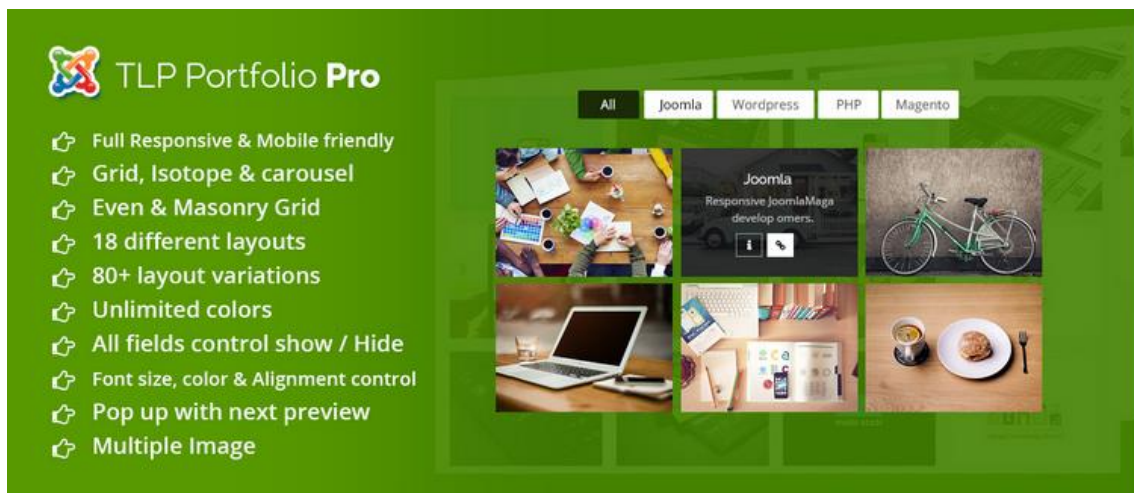 TLP Portfolio Pro
Full Responsive & Mobile friendly
Grid, Isotope & carousel
Even & Masonry Grid
18 different layouts
80+ layout variations
Unlimited colors
All fields control show / Hide
Font size, color & Alignment control
Pop up with next preview
Multiple Image
All Joomla Wordpress PHP Magento
Joomla
Responsive JoomlaMaga
develop omers.